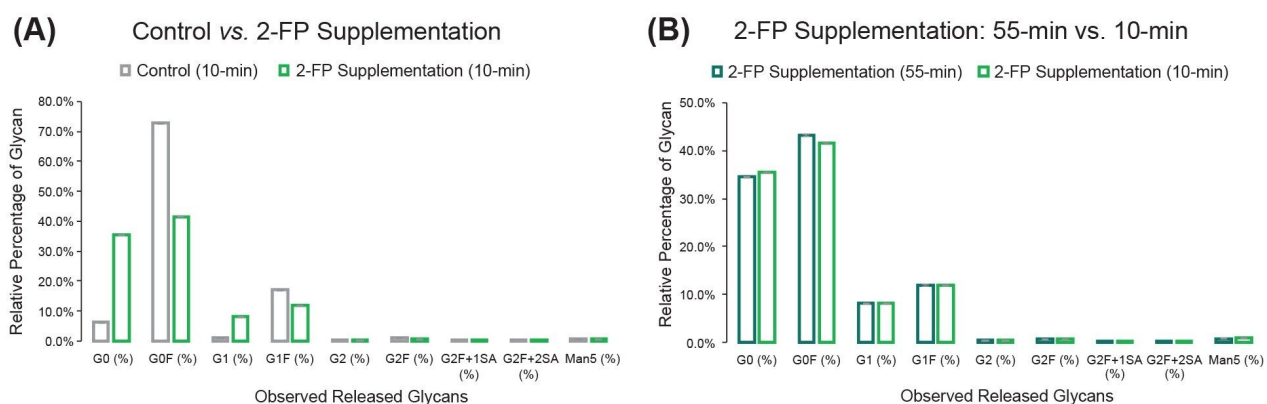 (A)
Control vs. 2-FP Supplementation
Control (10-min)
2-FP Supplementation (10-min)
Relative Percentage of Glycan
80.0%
70.0%
60.0%
50.0%
40.0%
30.0%
20.0%
10.0%
0.0%
G0 (%)
G0F (%)
G1 (%)
G1F (%)
G2 (%)
G2F (%)
G2F+1SA
(%)
G2F+2SA
(%)
Man5 (%)
Observed Released Glycans
(B)
2-FP Supplementation: 55-min vs. 10-min
2-FP Supplementation (55-min)
2-FP Supplementation (10-min)
Relative Percentage of Glycan
50.0%
40.0%
30.0%
20.0%
10.0%
0.0%
G0 (%)
G0F (%)
G1 (%)
G1F (%)
G2 (%)
G2F (%)
G2F+1SA
(%)
G2F+2SA
(%)
Man5 (%)
Observed Released Glycans